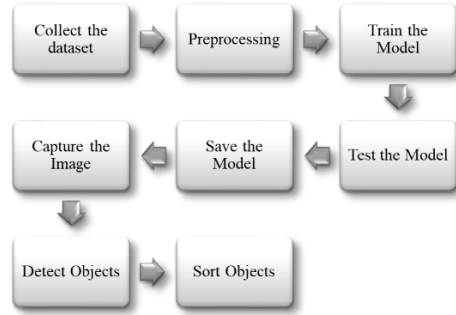 Collect the
dataset
Preprocessing
Train the
Model
Test the Model
Save the
Model
Capture the
Image
Detect Objects
Sort Objects